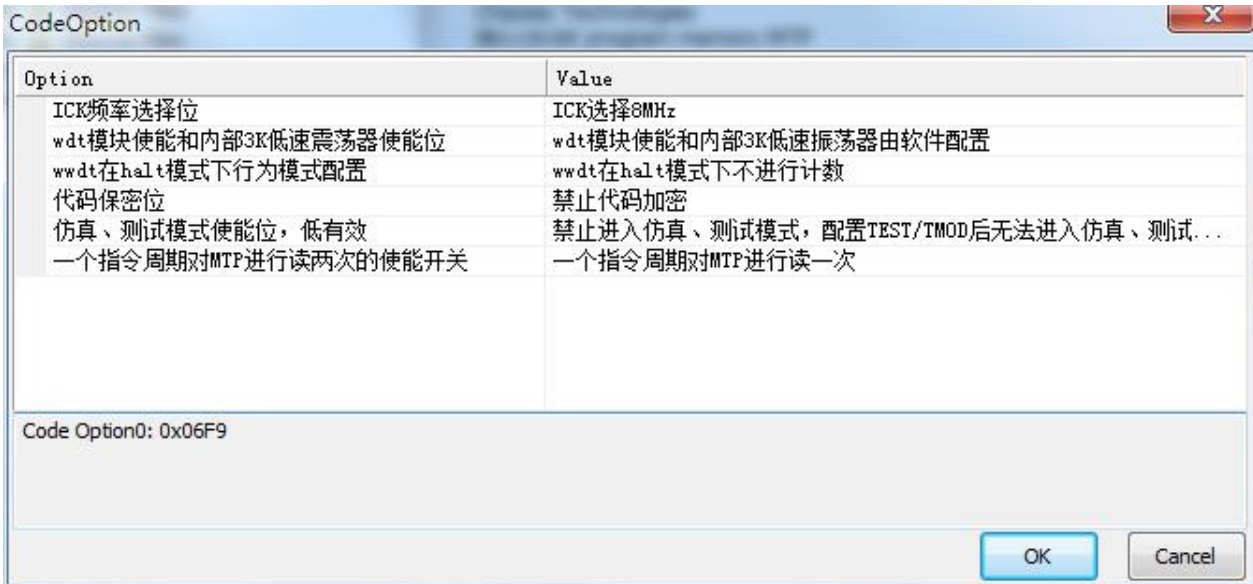 CodeOption
Option Value
ICK频率选择位 ICK选择8MHz
wdt模块使能和内部3K低速震荡器使能位 wdt模块使能和内部3K低速振荡器由软件配置
wwdt在halt模式下行为模式配置 wwdt在halt模式下不进行计数
代码保密位 禁止代码加密
仿真、测试模式使能位，低有效 禁止进入仿真、测试模式，配置TEST/TMOD后无法进入仿真、测试...
一个指令周期对MTP进行读两次的使能开关 一个指令周期对MTP进行读一次
Code Option0: 0x06F9
OK Cancel